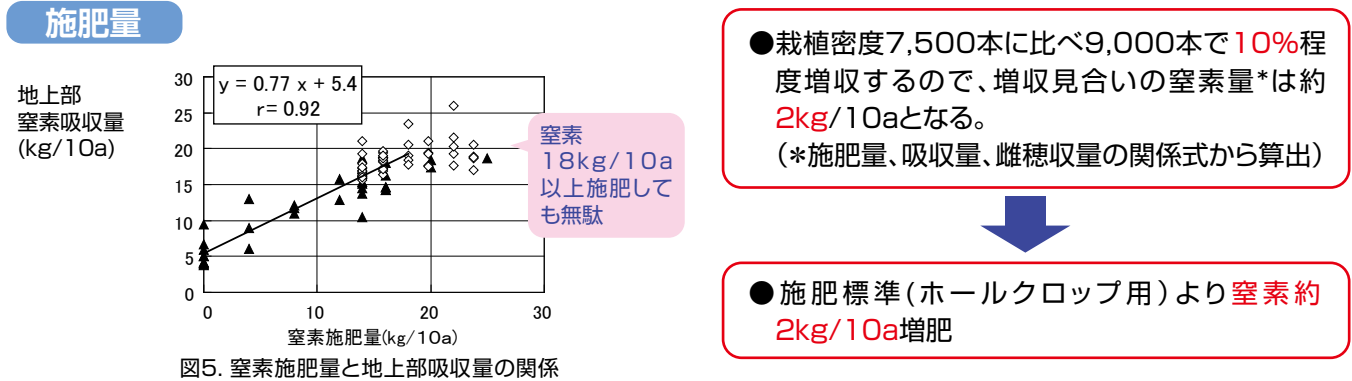 施肥量
地上部
窒素吸収量
(kg/10a)
30
25
20
15
10
5
0
y = 0.77 x + 5.4
r= 0.92
0 10 20 30
窒素施肥量(kg/10a)
窒素
18kg/10a
以上施肥して
も無駄
図5. 窒素施肥量と地上部吸収量の関係
●栽植密度7,500本に比べ9,000本で10%程
度増収するので、増収見合いの窒素量*は約
2kg/10aとなる。
(*施肥量、吸収量、雌穂収量の関係式から算出)
●施肥標準(ホールクロップ用)より窒素約
2kg/10a増肥